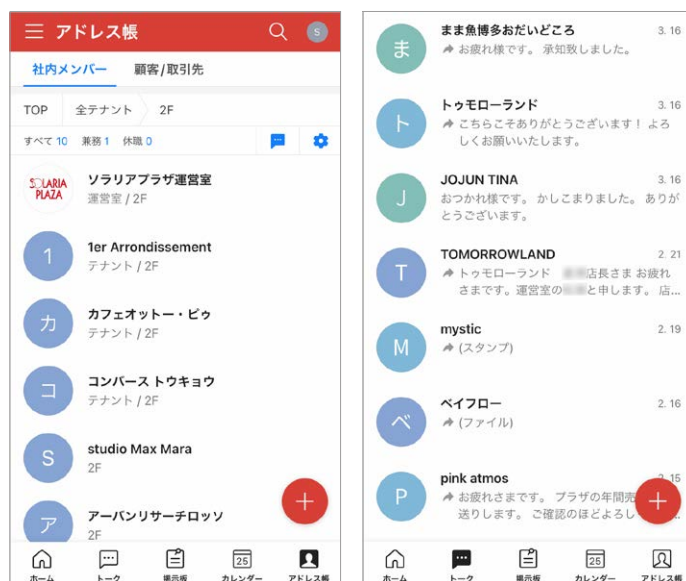 アドレス帳
S
社内メンバー 顧客/取引先
TOP 全テナント 2F
すべて 10 兼務 1 休職 0
SOLARIA
PLAZA
ソラリアプラザ運営室
運営室 / 2F
1
1er Arrondissement
テナント / 2F
カ
カフェオットー・ピゥ
テナント / 2F
コ
コンバース トウキョウ
テナント / 2F
S
studio Max Mara
2F
ア
アーバンリサーチロッソ
2F
ホーム トーク 掲示板 25 カレンダー アドレス帳
ま
まま魚博多おだいどころ 3. 16
お疲れ様です。 承知致しました。
ト
トゥモローランド 3. 16
こちらこそありがとうございます! よろ
しくお願いいたします。
J
JOJUN TINA 3. 16
おつかれ様です。 かしこまりました。 ありが
とうございます。
T
TOMORROWLAND 2. 21
トゥモローランド 店長さま お疲れ
さまです。運営室の と申します。 店...
M
mystic 2. 19
(スタンプ)
ベ
ベイフロー 2. 16
(ファイル)
P
pink atmos 2. 15
お疲れさまです。 プラザの年間売
送りします。 ご確認のほどよろし
ホーム トーク 掲示板 25 カレンダー アドレス帳